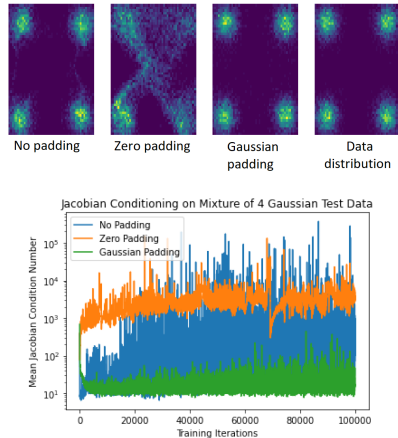 No padding
Zero padding
Gaussian
padding
Data
distribution
Jacobian Conditioning on Mixture of 4 Gaussian Test Data
No Padding
Zero Padding
Gaussian Padding
Mean Jacobian Condition Number
10⁵
10⁴
10³
10²
10¹
0 20000 40000 60000 80000 100000
Training Iterations